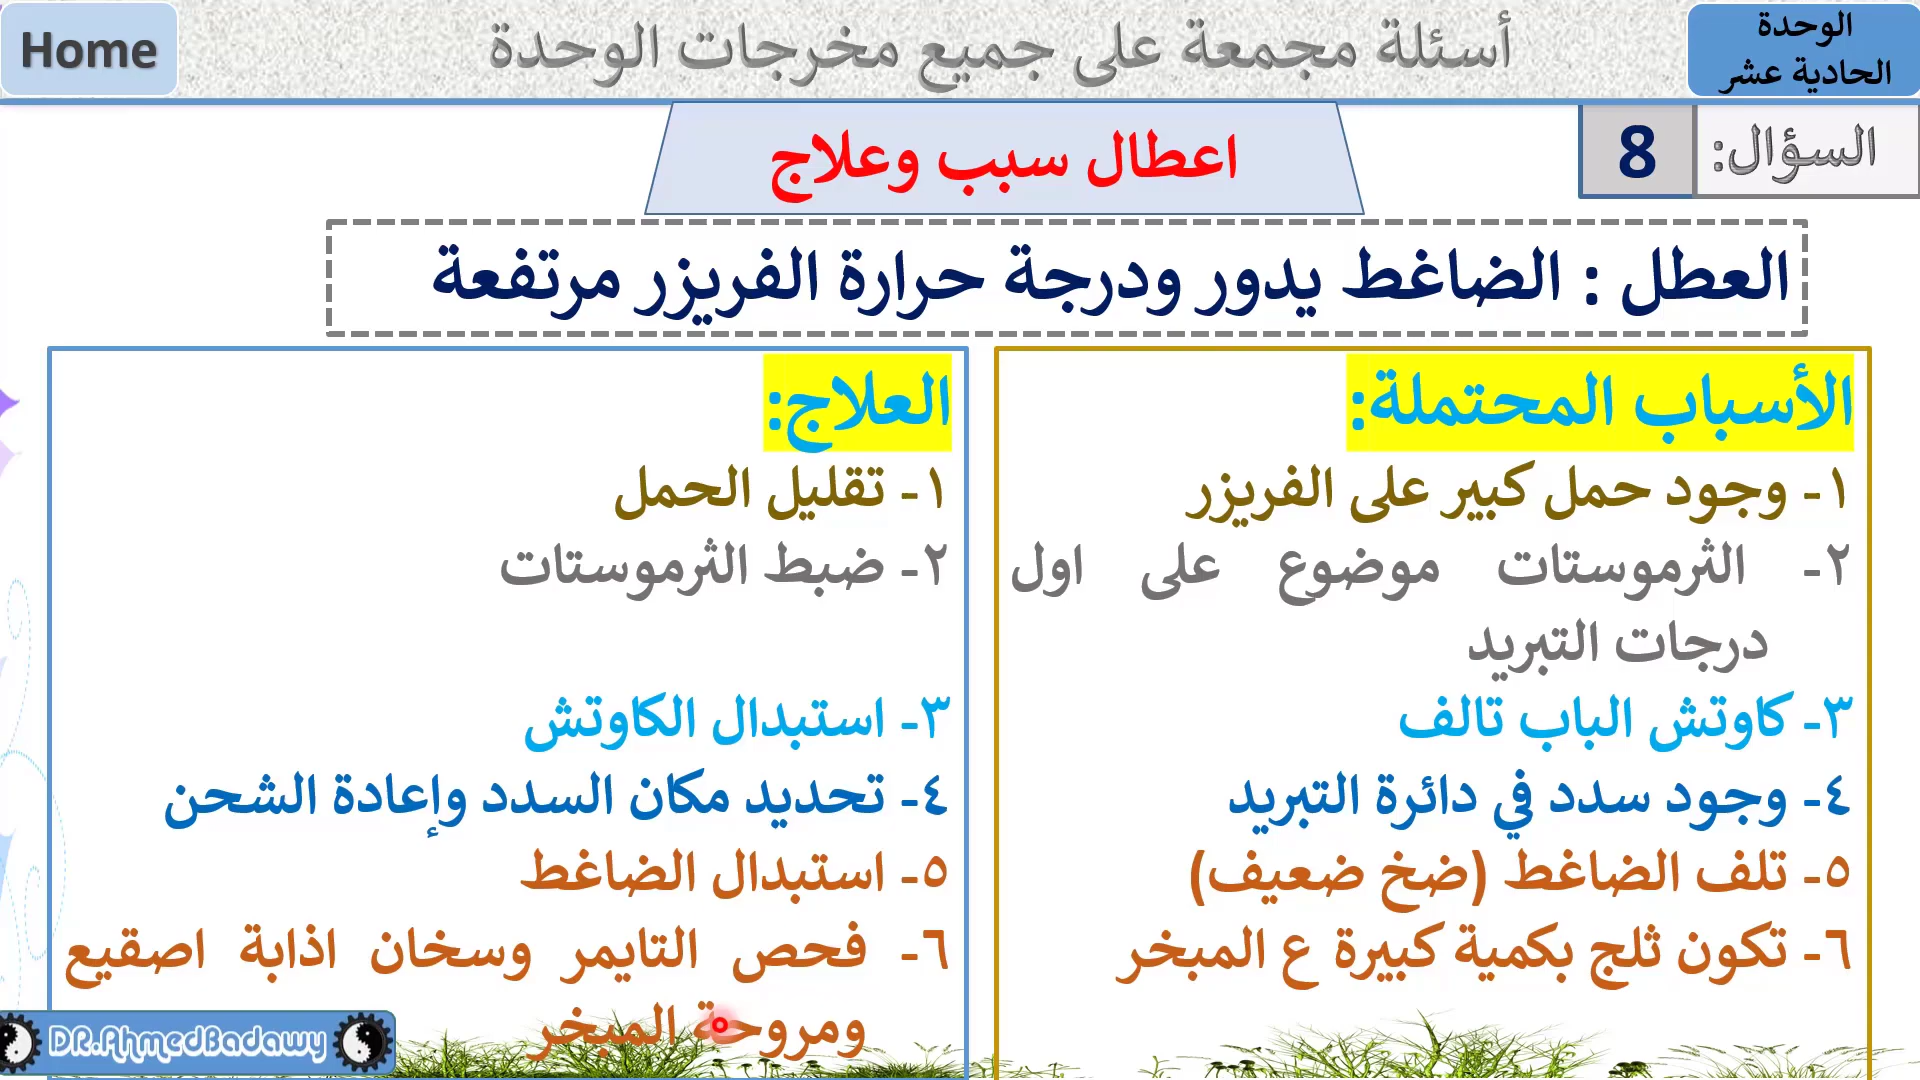 Home
أسئلة مجمعة على جميع مخرجات الوحدة
الوحدة
الحادية عشر
السؤال:
8
اعطال سبب وعلاج
العطل : الضاغط يدور ودرجة حرارة الفريزر مرتفعة
الأسباب المحتملة:
١- وجود حمل كبير على الفريزر
٢- الثرموستات موضوع على اول
درجات التبريد
٣- كاوتش الباب تالف
٤- وجود سدد في دائرة التبريد
٥- تلف الضاغط (ضخ ضعيف)
٦- تكون ثلج بكمية كبيرة ع المبخر
العلاج:
١- تقليل الحمل
٢- ضبط الثرموستات
٣- استبدال الكاوتش
٤- تحديد مكان السدد وإعادة الشحن
٥- استبدال الضاغط
٦- فحص التايمر وسخان اذابة اصقيع
ومروحة المبخر
DR.AhmedBadawy